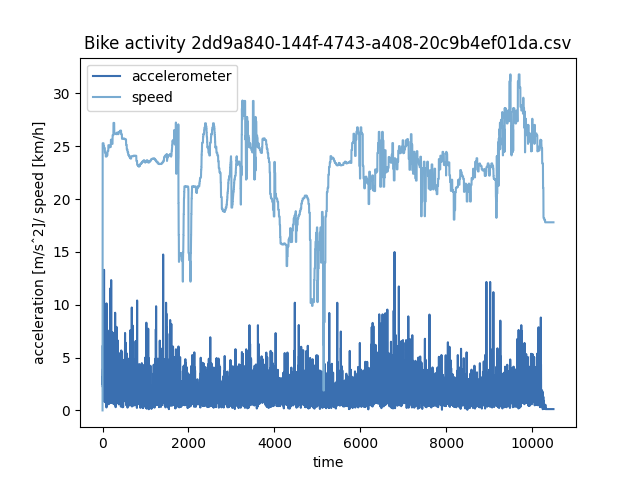 Bike activity 2dd9a840-144f-4743-a408-20c9b4ef01da.csv
accelerometer
speed
acceleration [m/s^2]/ speed [km/h]
30
25
20
15
10
5
0
0 2000 4000 6000 8000 10000
time